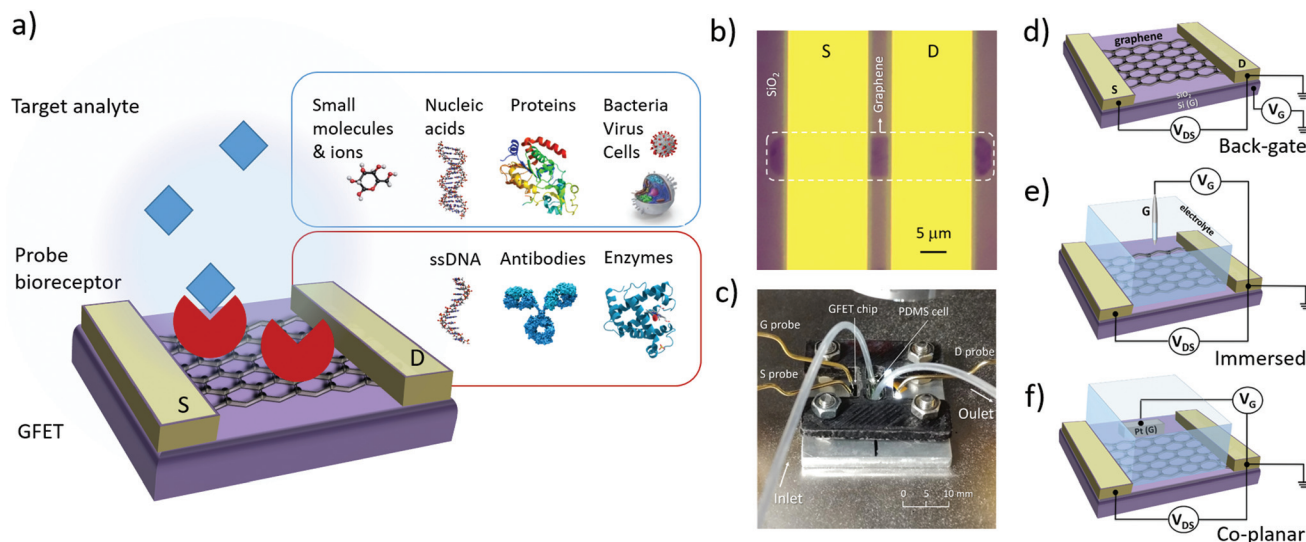 a)
Target analyte
Probe
bioreceptor
GFET
S
D
Small
molecules
& ions
Nucleic
acids
Proteins
Bacteria
Virus
Cells
ssDNA
Antibodies
Enzymes
b)
S
D
SiO₂
Graphene
5 μm
c)
GFET chip
PDMS cell
G probe
D probe
S probe
Oulet
Inlet
0 5 10 mm
d)
graphene
D
S
SiO₂
Si (G)
V_G
V_DS
Back-gate
e)
V_G
G
electrolyte
V_DS
Immersed
f)
V_G
Pt (G)
V_DS
Co-planar